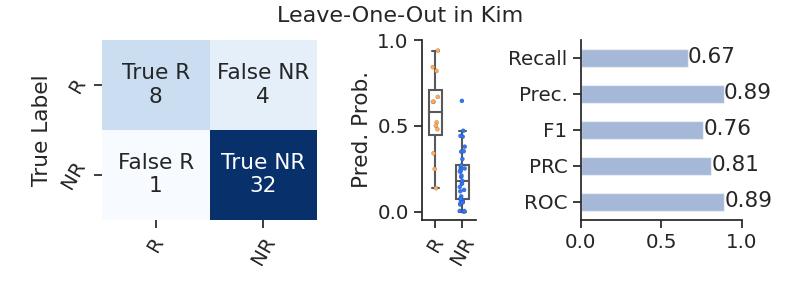 Leave-One-Out in Kim
True Label
R
NR
True R
8
False NR
4
False R
1
True NR
32
R
NR
Pred. Prob.
1.0
0.5
0.0
R
NR
Recall
0.67
Prec.
0.89
F1
0.76
PRC
0.81
ROC
0.89
0.0
0.5
1.0